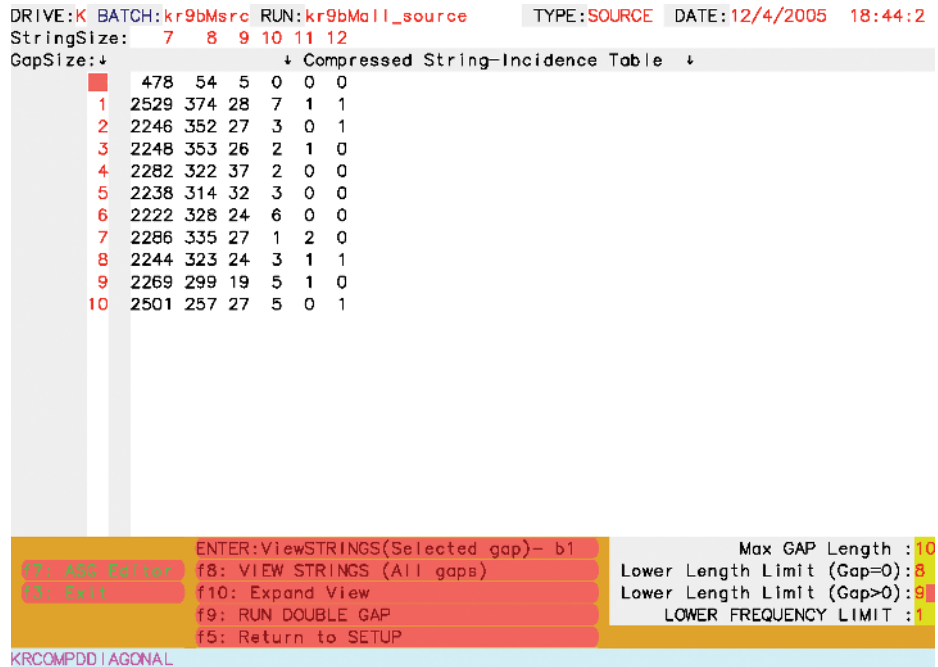 DRIVE:K BATCH:kr9bMsrc RUN:kr9bMall_source TYPE:SOURCE DATE:12/4/2005 18:44:2
StringSize: 7 8 9 10 11 12
GapSize:↓ ↓ Compressed String-Incidence Table ↓
478 54 5 0 0 0
1 2529 374 28 7 1 1
2 2246 352 27 3 0 1
3 2248 353 26 2 1 0
4 2282 322 37 2 0 0
5 2238 314 32 3 0 0
6 2222 328 24 6 0 0
7 2286 335 27 1 2 0
8 2244 323 24 3 1 1
9 2269 299 19 5 1 0
10 2501 257 27 5 0 1
ENTER:ViewSTRINGS(Selected gap)- b1 Max GAP Length :10
f7: ASG Editor f8: VIEW STRINGS (All gaps) Lower Length Limit (Gap=0):8
f3: Exit f10: Expand View Lower Length Limit (Gap>0):9
f9: RUN DOUBLE GAP LOWER FREQUENCY LIMIT :1
f5: Return to SETUP
KRCOMPDDIAGONAL